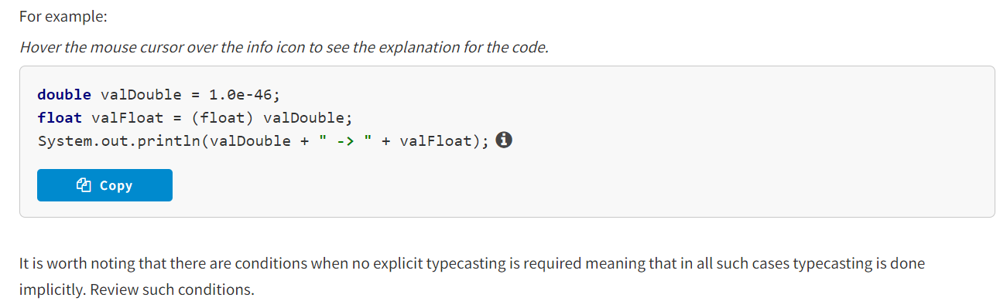 For example:
Hover the mouse cursor over the info icon to see the explanation for the code.
double valDouble = 1.0e-46;
float valFloat = (float) valDouble;
System.out.println(valDouble + " -> " + valFloat);
Copy
It is worth noting that there are conditions when no explicit typecasting is required meaning that in all such cases typecasting is done
implicitly. Review such conditions.